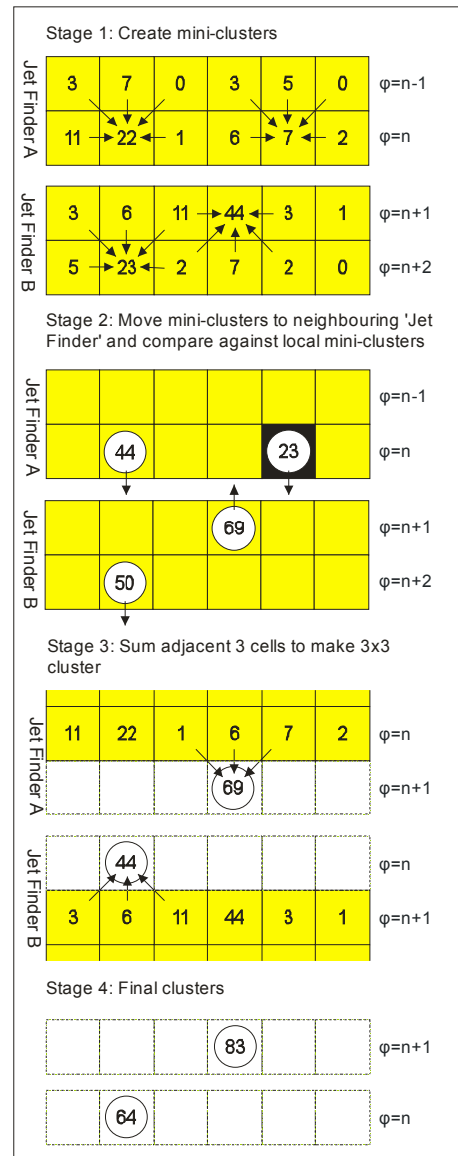 Stage 1: Create mini-clusters
Jet Finder A
3 7 0 3 5 0 φ=n-1
11 22 1 6 7 2 φ=n
Jet Finder B
3 6 11 44 3 1 φ=n+1
5 23 2 7 2 0 φ=n+2
Stage 2: Move mini-clusters to neighbouring 'Jet
Finder' and compare against local mini-clusters
Jet Finder A
φ=n-1
44 23 φ=n
Jet Finder B
69 φ=n+1
50 φ=n+2
Stage 3: Sum adjacent 3 cells to make 3x3
cluster
Jet Finder A
11 22 1 6 7 2 φ=n
69 φ=n+1
Jet Finder B
44 φ=n
3 6 11 44 3 1 φ=n+1
Stage 4: Final clusters
83 φ=n+1
64 φ=n